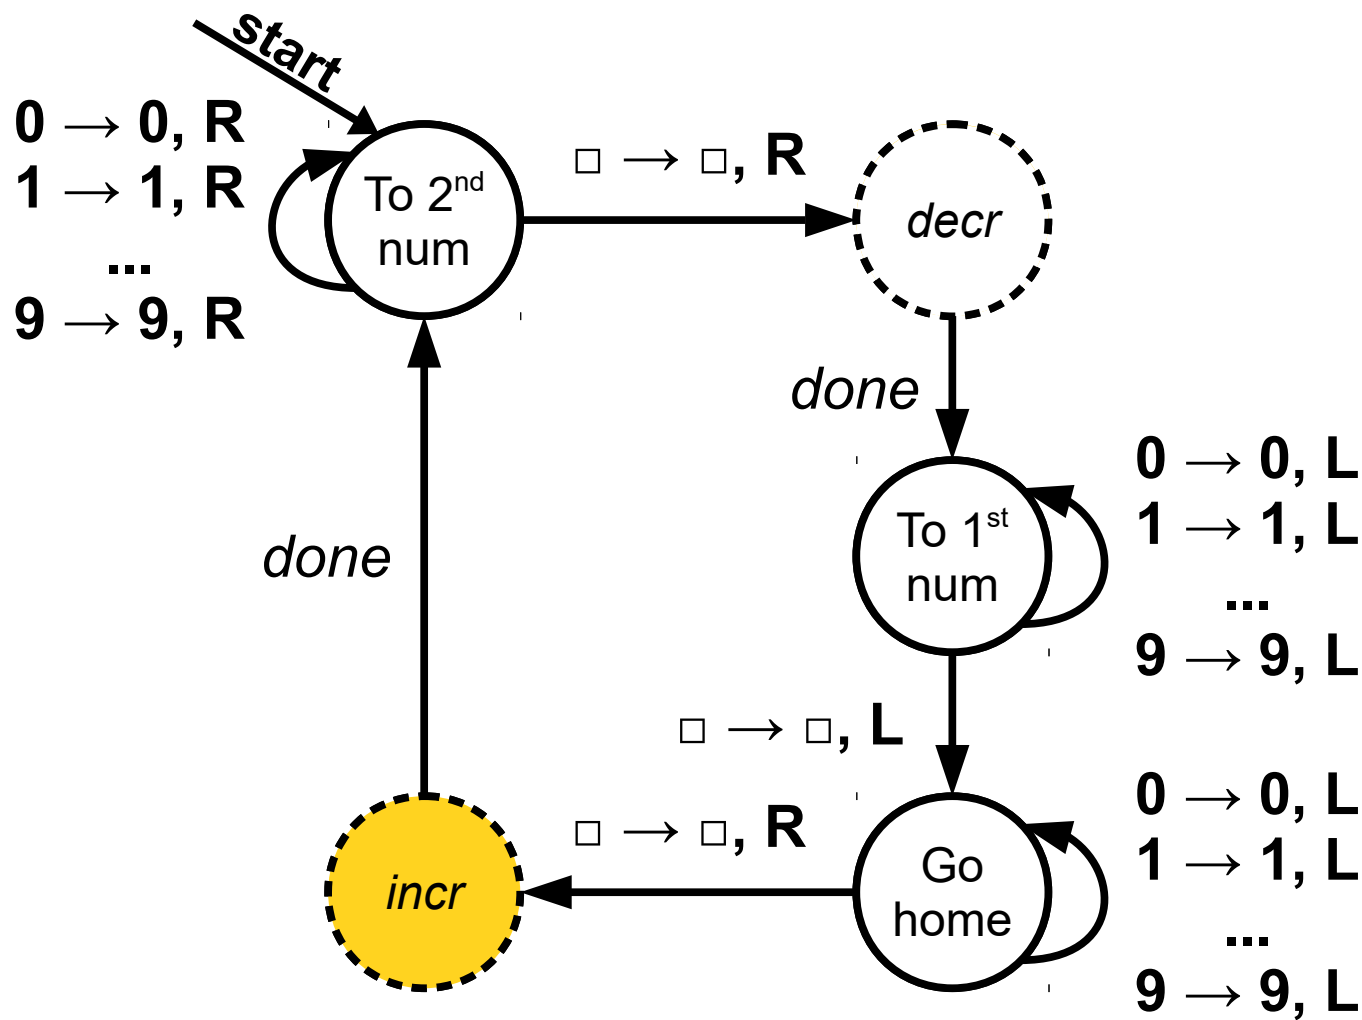 start
0 → 0, R
1 → 1, R
...
9 → 9, R
To 2nd
num
□ → □, R
decr
done
To 1st
num
0 → 0, L
1 → 1, L
...
9 → 9, L
done
□ → □, L
□ → □, R
incr
Go
home
0 → 0, L
1 → 1, L
...
9 → 9, L